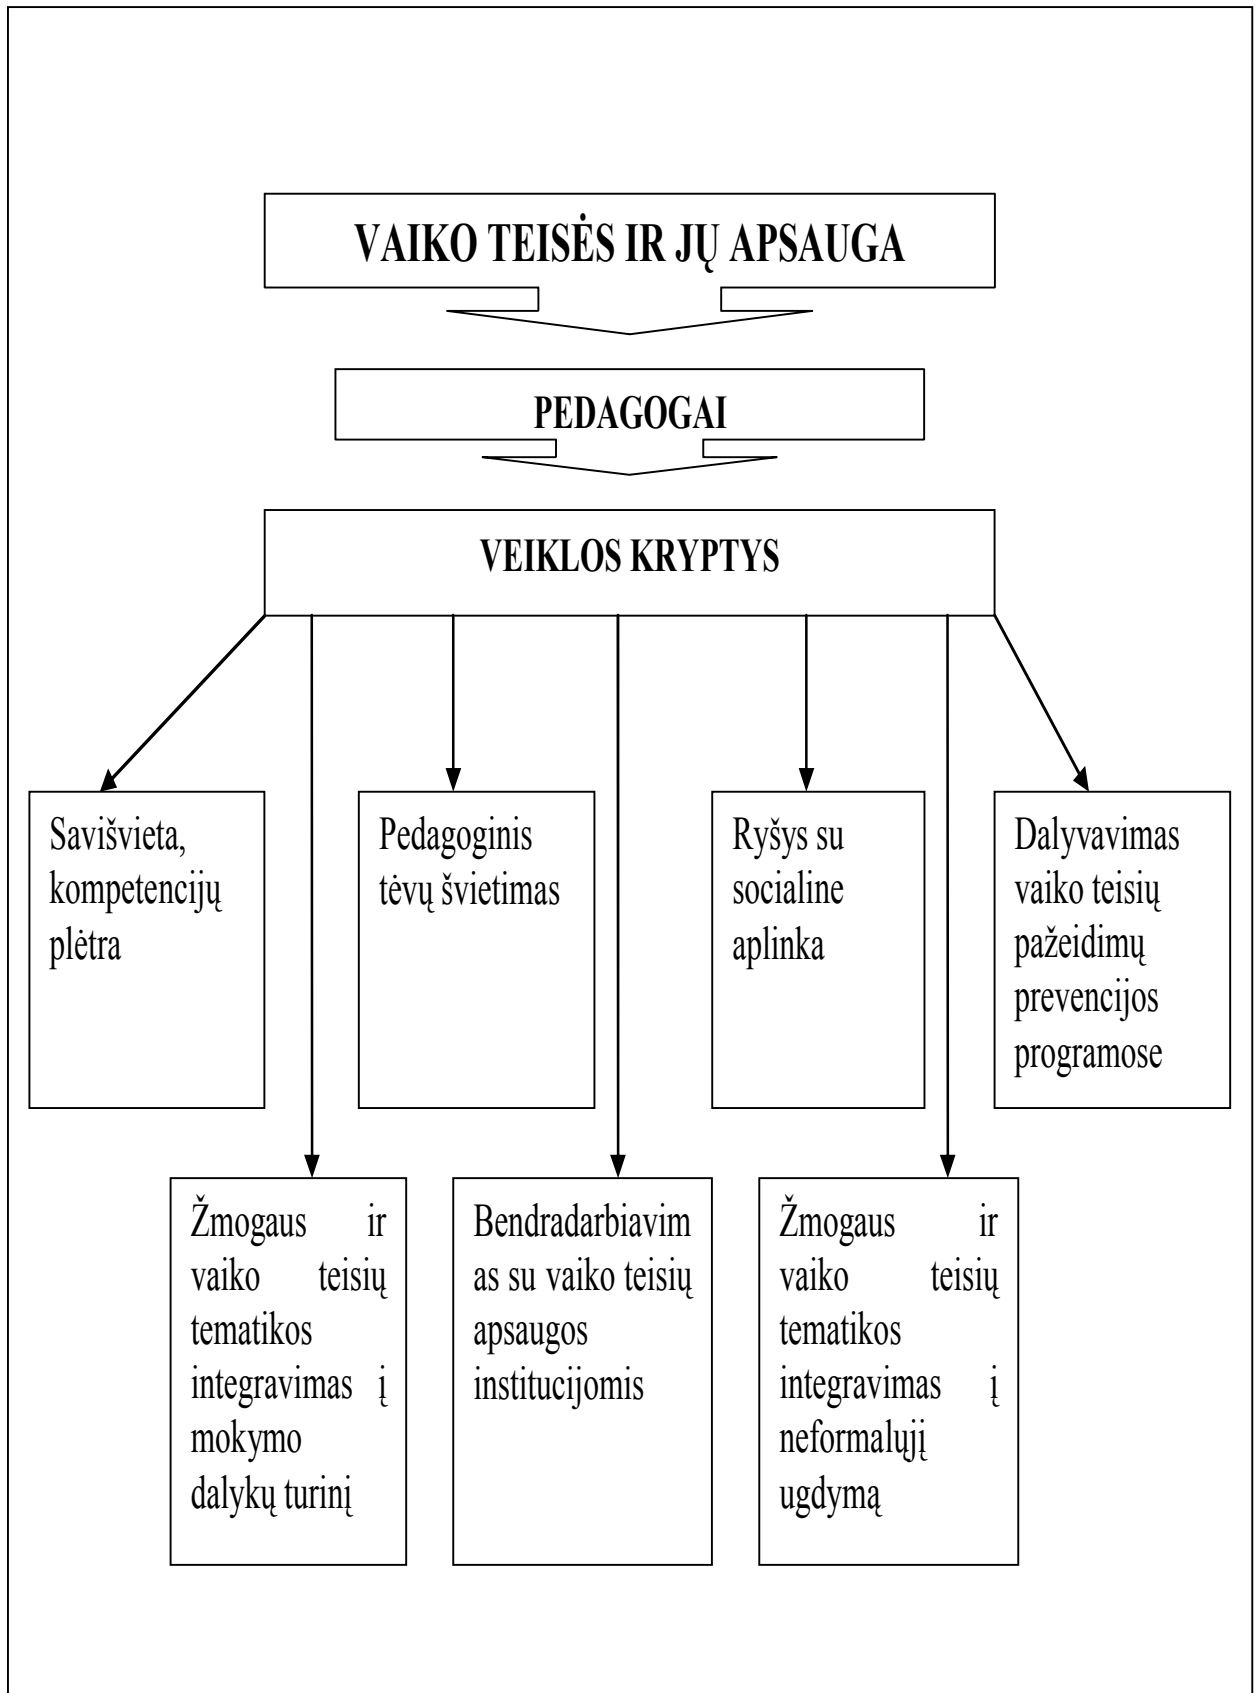 VAIKO TEISĖS IR JŲ APSAUGA
PEDAGOGAI
VEIKLOS KRYPTYS
Savišvieta,
kompetencijų
plėtra
Pedagoginis
tėvų švietimas
Ryšys su
socialine
aplinka
Dalyvavimas
vaiko teisių
pažeidimų
prevencijos
programose
Žmogaus ir
vaiko teisių
tematikos
integravimas į
mokymo
dalykų turinį
Bendradarbiavim
as su vaiko teisių
apsaugos
institucijomis
Žmogaus ir
vaiko teisių
tematikos
integravimas į
neformalųjį
ugdymą